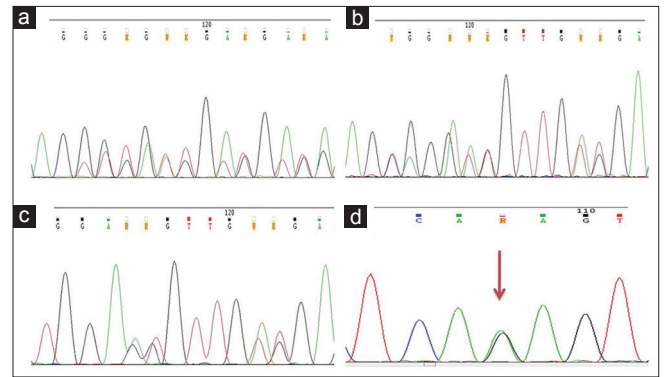 a
120
G G G K G W K G A K G A K A
b
120
K G G K W K G T T G K K G A
c
120
G G A R K G T T G W K G A
d
110
C A R A G T